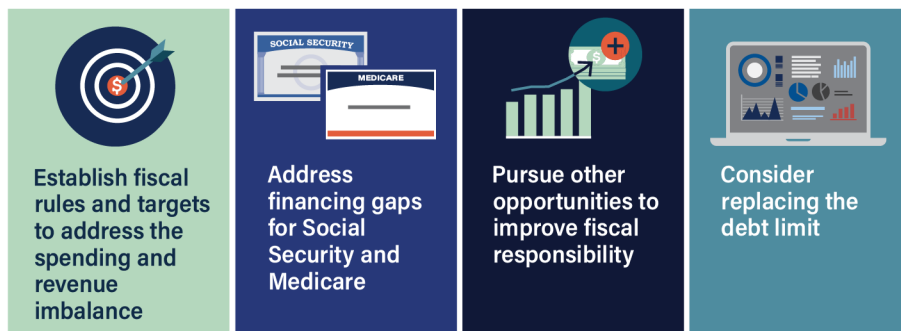 $
Establish fiscal
rules and targets
to address the
spending and
revenue
imbalance
SOCIAL SECURITY
MEDICARE
Address
financing gaps
for Social
Security and
Medicare
$
+
Pursue other
opportunities to
improve fiscal
responsibility
Consider
replacing the
debt limit